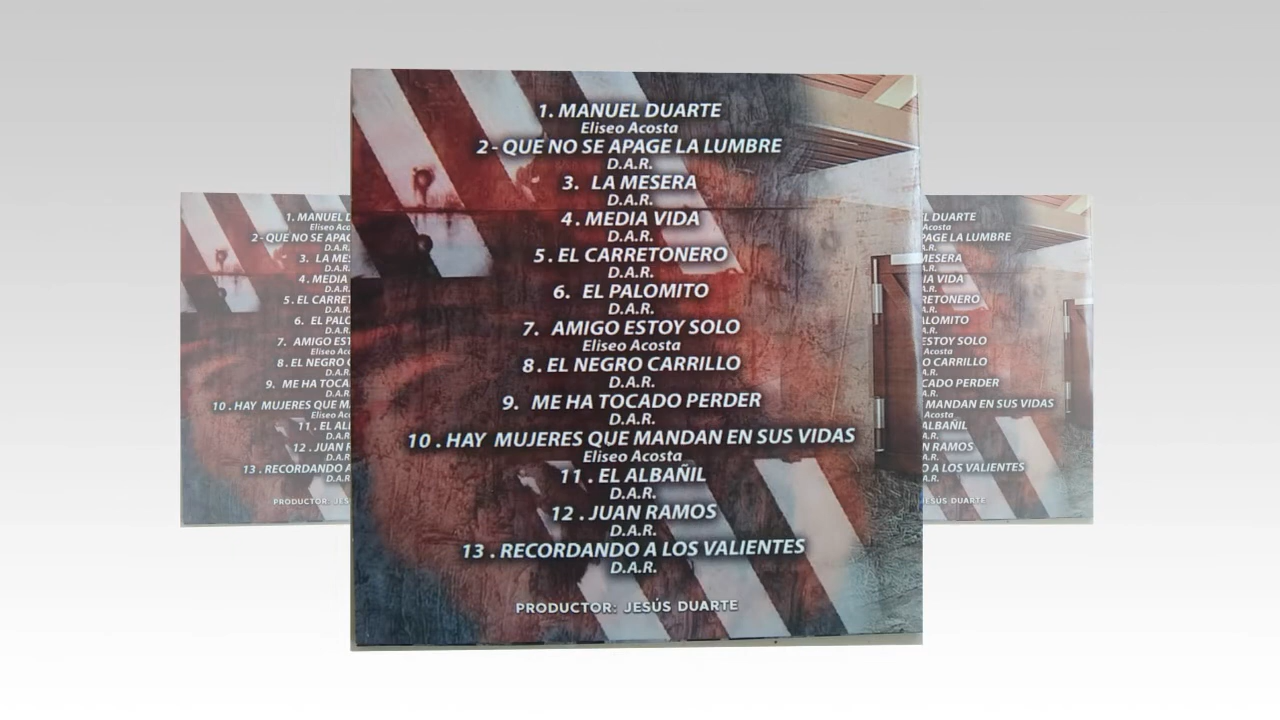 1. MANUEL DUARTE
Eliseo Acosta
2- QUE NO SE APAGE LA LUMBRE
D.A.R.
3. LA MESERA
D.A.R.
4. MEDIA VIDA
D.A.R.
5. EL CARRETONERO
D.A.R.
6. EL PALOMITO
D.A.R.
7. AMIGO ESTOY SOLO
Eliseo Acosta
8. EL NEGRO CARRILLO
D.A.R.
9. ME HA TOCADO PERDER
D.A.R.
10. HAY MUJERES QUE MANDAN EN SUS VIDAS
Eliseo Acosta
11. EL ALBAÑIL
D.A.R.
12. JUAN RAMOS
D.A.R.
13. RECORDANDO A LOS VALIENTES
D.A.R.
PRODUCTOR: JESÚS DUARTE